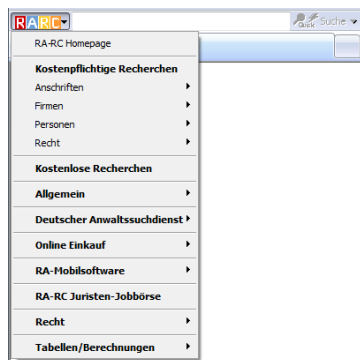 RARC
Quick Suche
RA-RC Homepage
Kostenpflichtige Recherchen
Anschriften
Firmen
Personen
Recht
Kostenlose Recherchen
Allgemein
Deutscher Anwaltssuchdienst
Online Einkauf
RA-Mobilsoftware
RA-RC Juristen-Jobbörse
Recht
Tabellen/Berechnungen